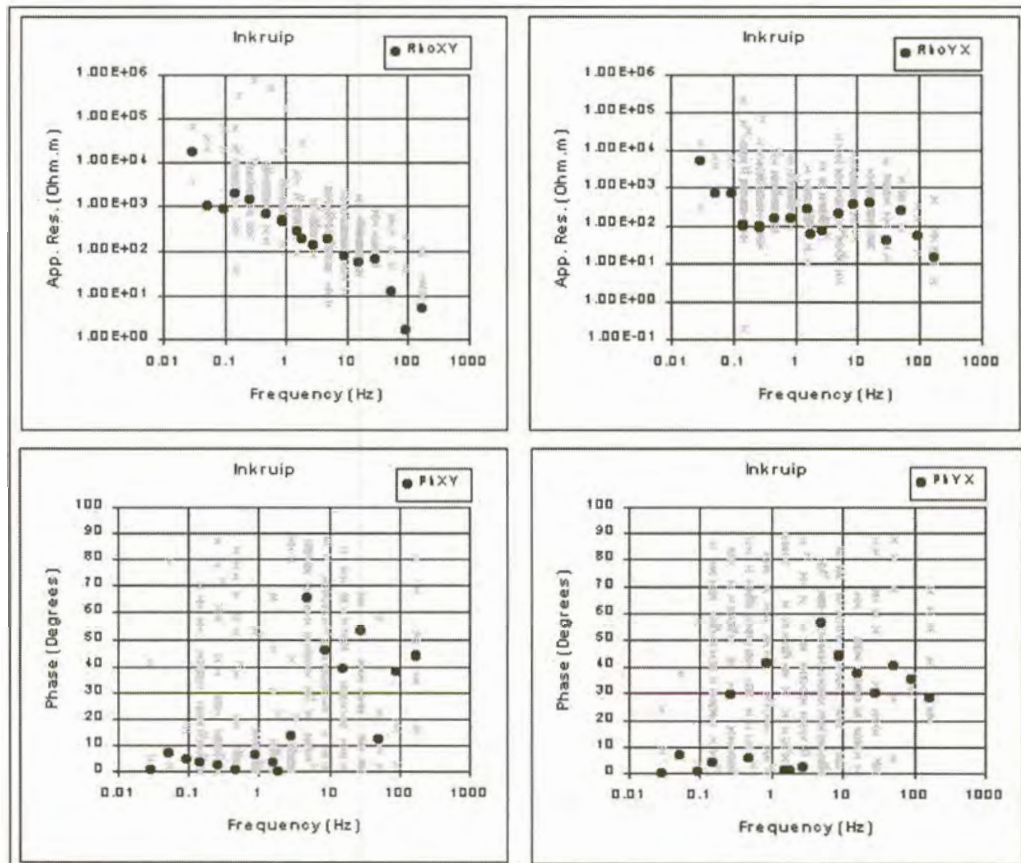 Inkruip
RhoXY
1.00E+06
1.00E+05
1.00E+04
1.00E+03
1.00E+02
1.00E+01
1.00E+00
App. Res. (Ohm.m)
0.01 0.1 1 10 100 1000
Frequency (Hz)
Inkruip
RhoYX
1.00E+06
1.00E+05
1.00E+04
1.00E+03
1.00E+02
1.00E+01
1.00E+00
1.00E-01
App. Res. (Ohm.m)
0.01 0.1 1 10 100 1000
Frequency (Hz)
Inkruip
PhXY
100
90
80
70
60
50
40
30
20
10
0
Phase (Degrees)
0.01 0.1 1 10 100 1000
Frequency (Hz)
Inkruip
PhYX
100
90
80
70
60
50
40
30
20
10
0
Phase (Degrees)
0.01 0.1 1 10 100 1000
Frequency (Hz)